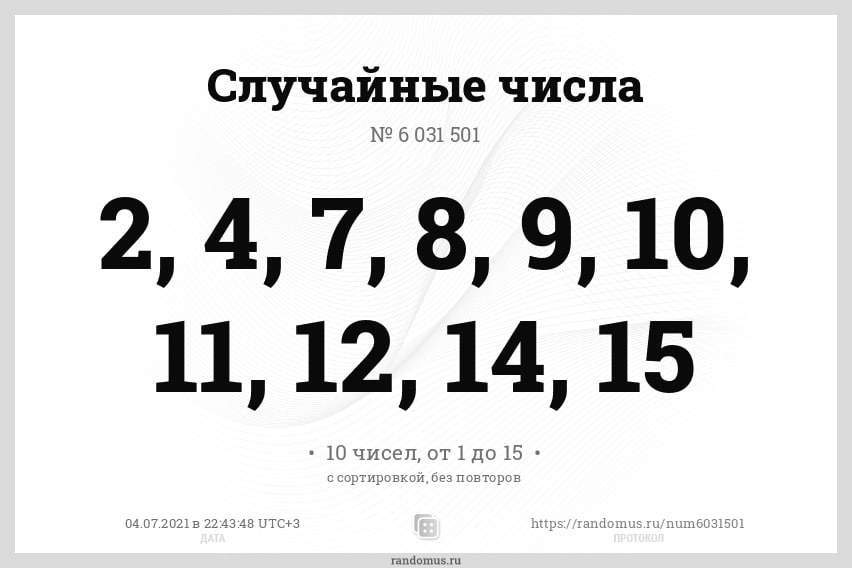 Случайные числа
№ 6 031 501
2, 4, 7, 8, 9, 10,
11, 12, 14, 15
• 10 чисел, от 1 до 15 •
с сортировкой, без повторов
04.07.2021 в 22:43:48 UTC+3
ДАТА
https://randomus.ru/num6031501
ПРОТОКОЛ
randomus.ru